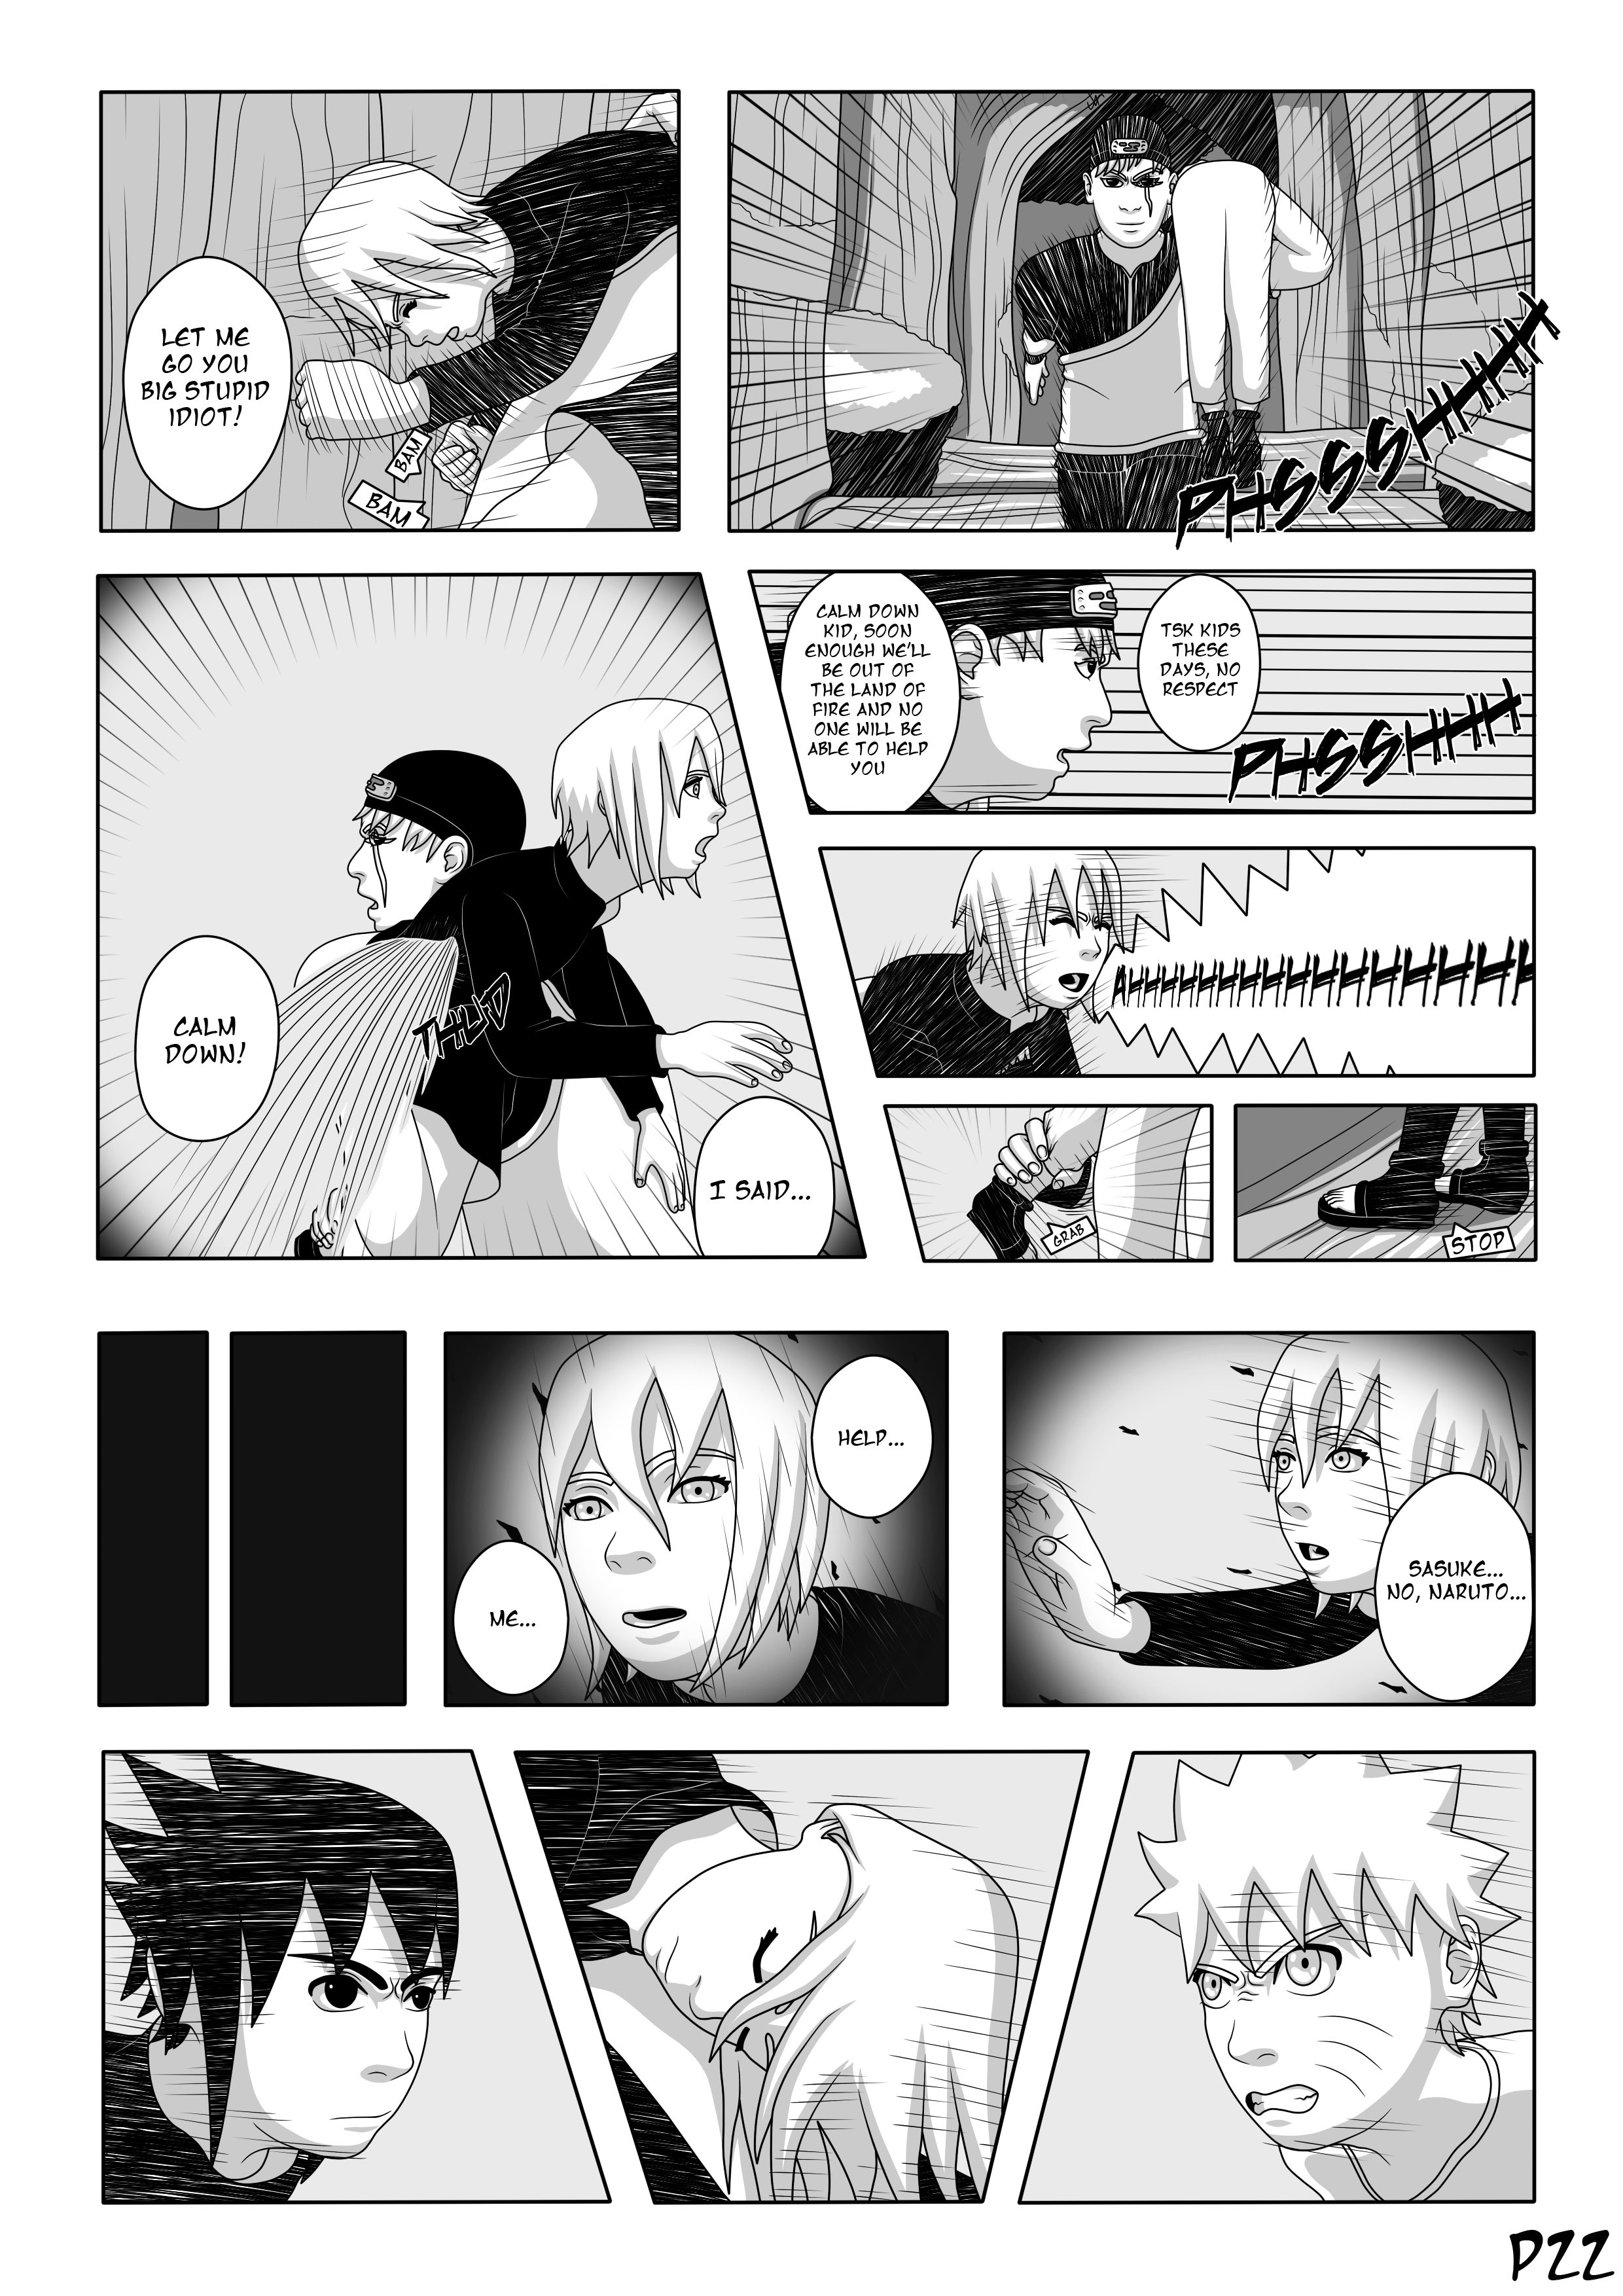 PHSSSSHHHHHHH
LET ME
GO YOU
BIG STUPID
IDIOT!
BAM
BAM
TSK KIDS
THESE
DAYS, NO
RESPECT
PHSSSHHHH
CALM DOWN
KID, SOON
ENOUGH WE'LL
BE OUT OF
THE LAND OF
FIRE AND NO
ONE WILL BE
ABLE TO HELP
YOU
AHHHHHHHHHHHHHHHHHHHH
STOP
GRAB
I SAID...
THUD
CALM
DOWN!
SASUKE...
NO, NARUTO...
HELP...
ME...
P22